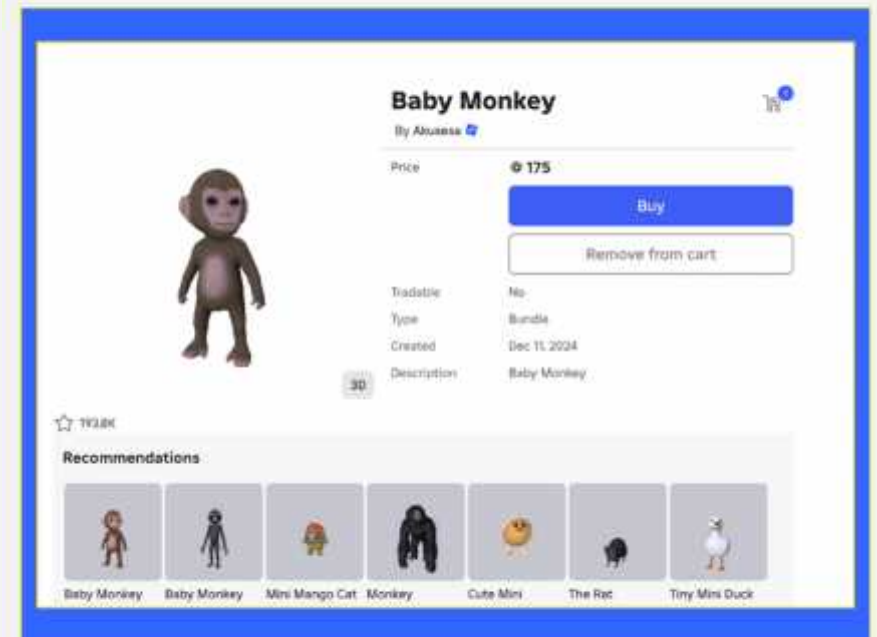 Baby Monkey
By Akuaesa
Price 175
Buy
Remove from cart
Tradable No
Type Bundle
Created Dec 11, 2024
Description Baby Monkey
3D
193.8K
Recommendations
Baby Monkey Baby Monkey Mini Mango Cat Monkey Cute Mini The Rat Tiny Mini Duck